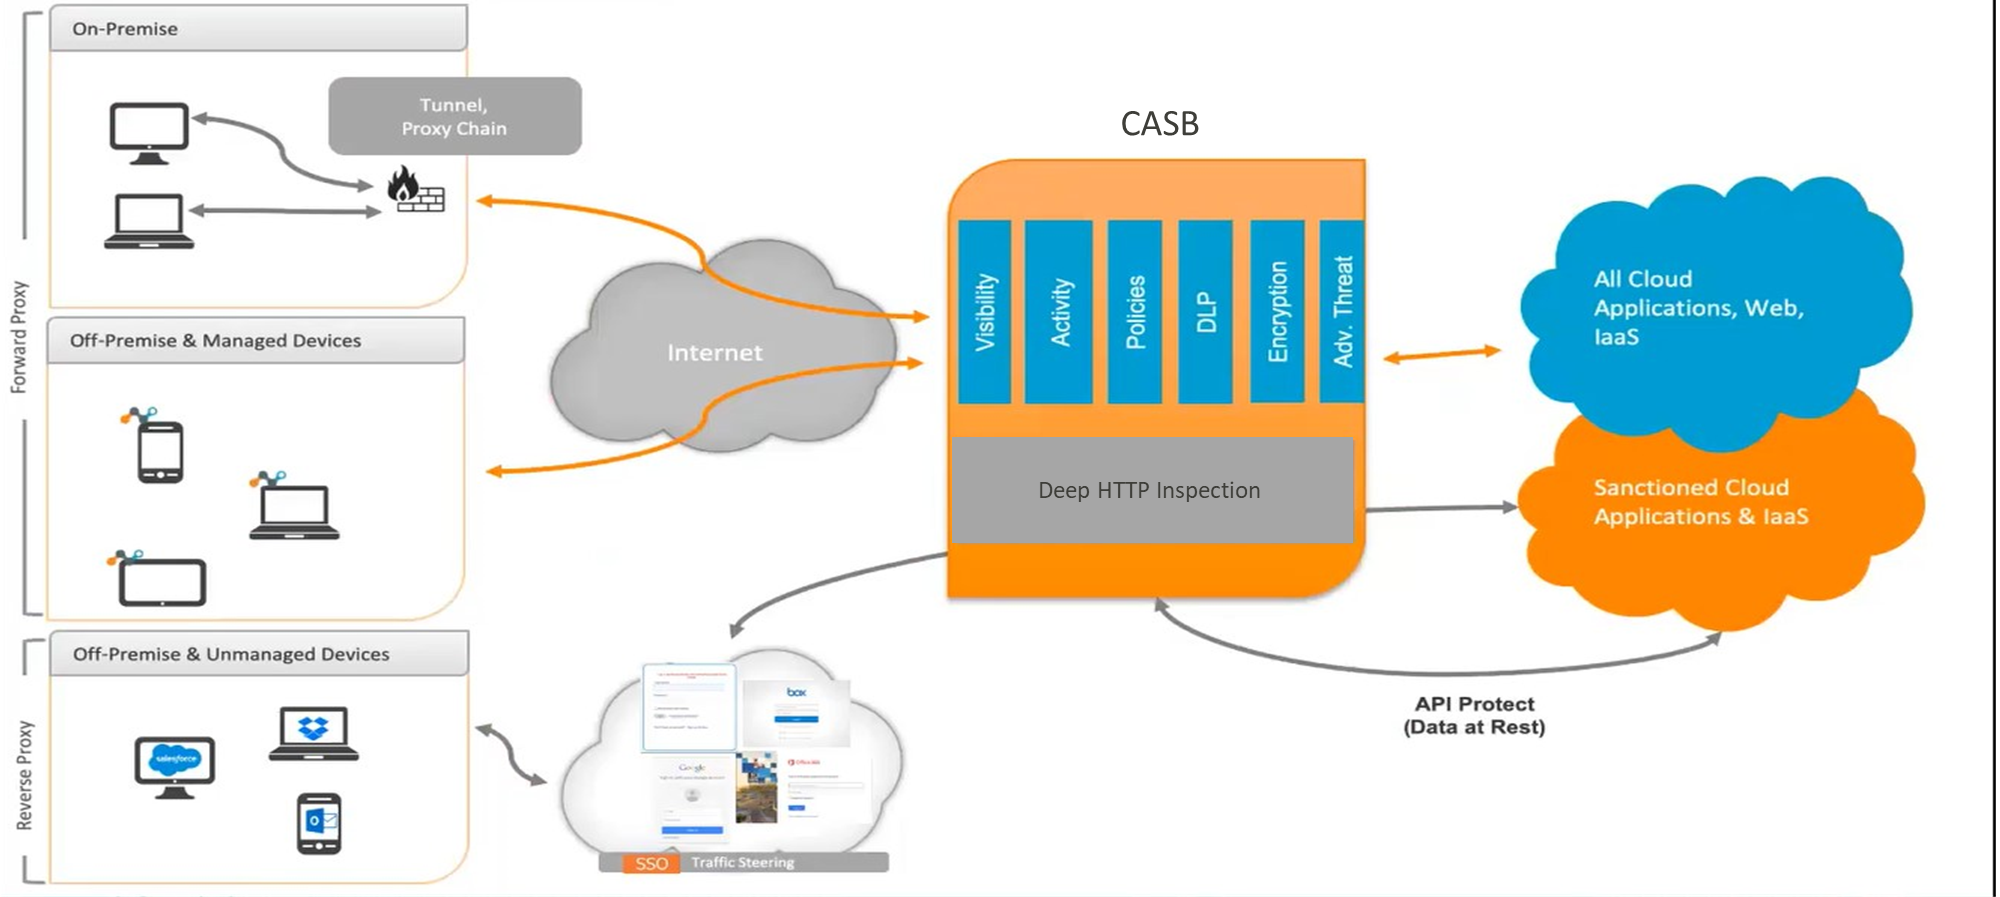 On-Premise
Tunnel,
Proxy Chain
Forward Proxy
Off-Premise & Managed Devices
Internet
CASB
Visibility
Activity
Policies
DLP
Encryption
Adv. Threat
Deep HTTP Inspection
All Cloud
Applications, Web,
IaaS
Sanctioned Cloud
Applications & IaaS
API Protect
(Data at Rest)
Reverse Proxy
Off-Premise & Unmanaged Devices
salesforce
box
Google
Office 365
SSO
Traffic Steering